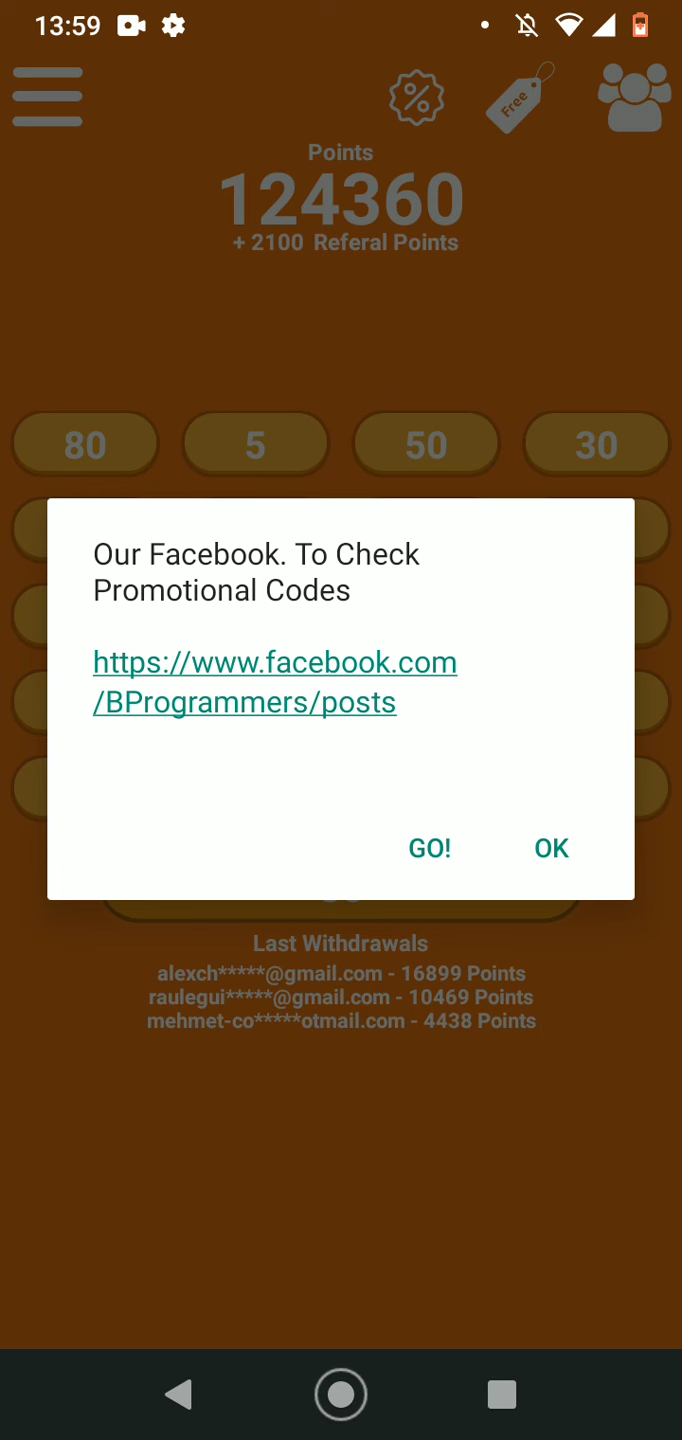 13:59
Free
Points
124360
+ 2100 Referal Points
80 5 50 30
Our Facebook. To Check
Promotional Codes
https://www.facebook.com
/BProgrammers/posts
GO! OK
Last Withdrawals
alexch*****@gmail.com - 16899 Points
raulegui*****@gmail.com - 10469 Points
mehmet-co*****otmail.com - 4438 Points